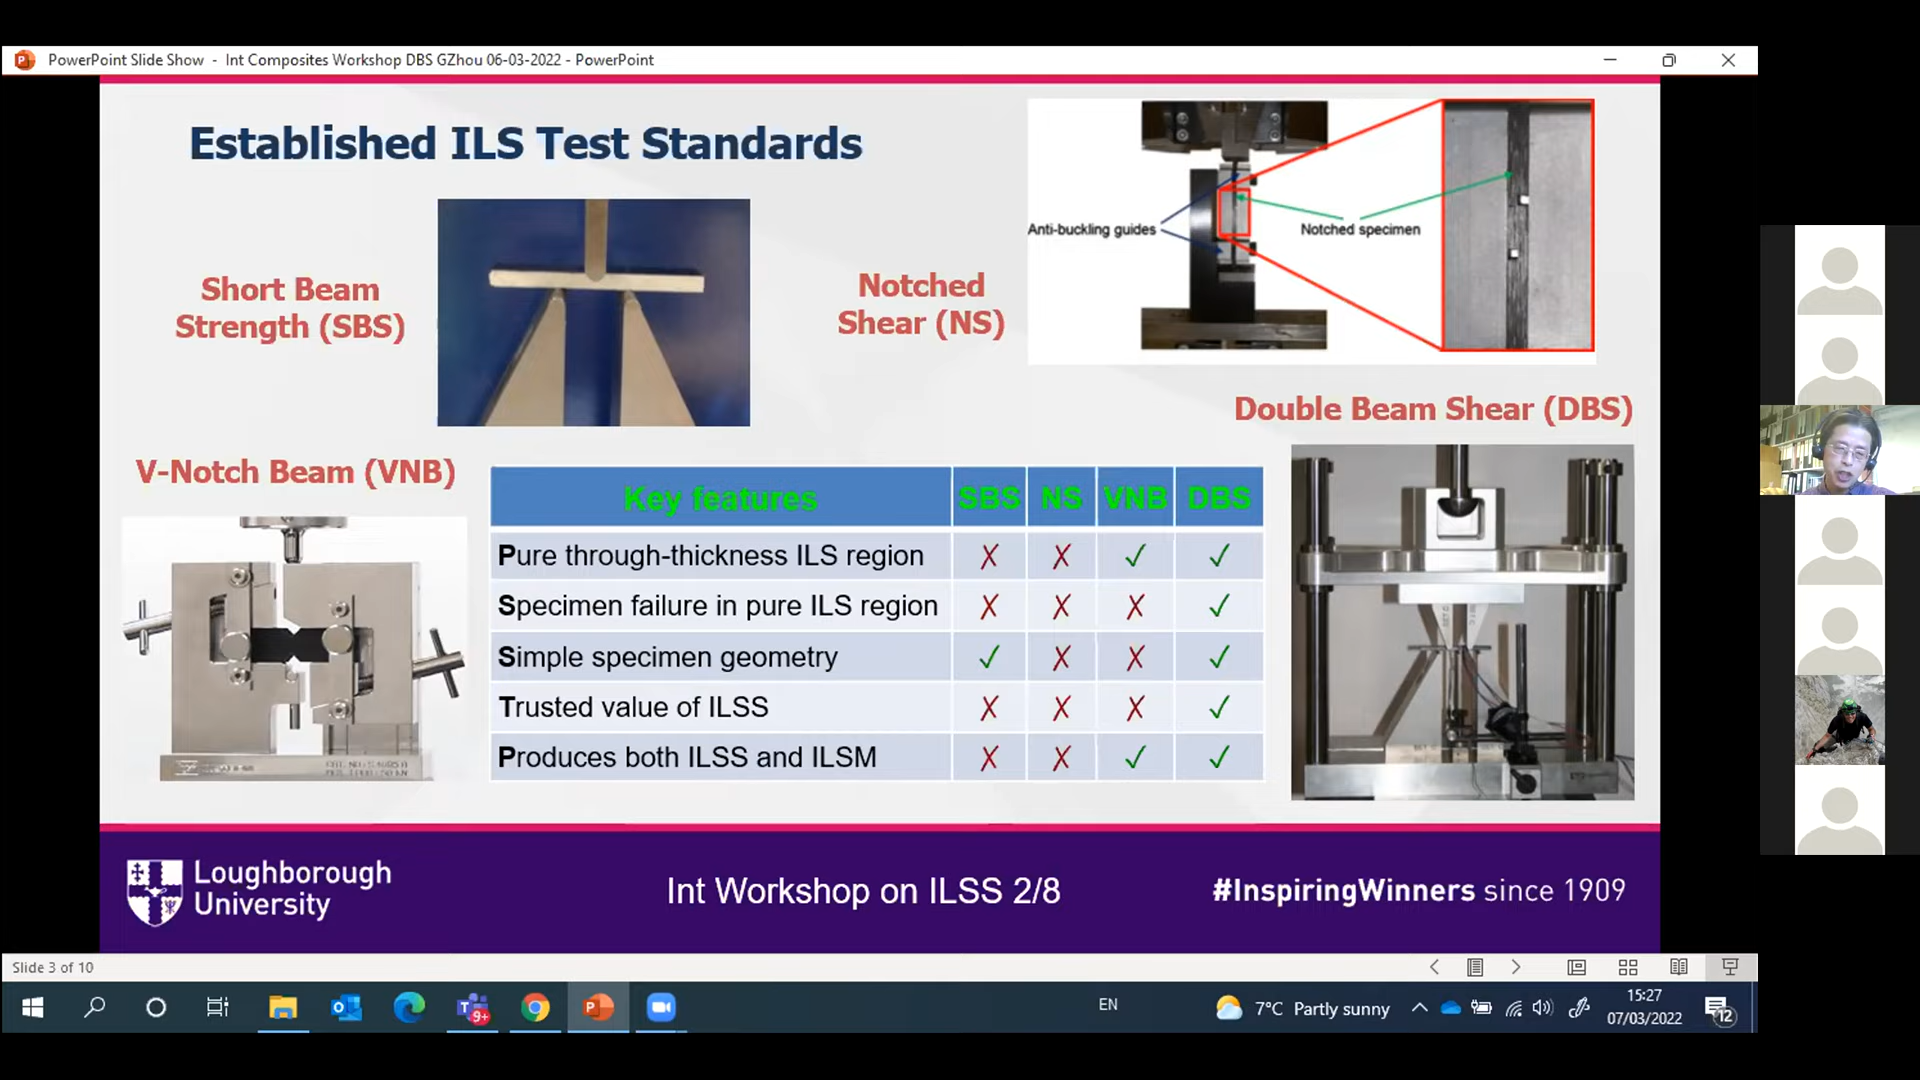 PowerPoint Slide Show - Int Composites Workshop DBS GZhou 06-03-2022 - PowerPoint
Established ILS Test Standards
Short Beam
Strength (SBS)
Notched
Shear (NS)
Anti-buckling guides
Notched specimen
Double Beam Shear (DBS)
V-Notch Beam (VNB)
Key features SBS NS VNB DBS
Pure through-thickness ILS region ✗ ✗ ✓ ✓
Specimen failure in pure ILS region ✗ ✗ ✗ ✓
Simple specimen geometry ✓ ✗ ✗ ✓
Trusted value of ILSS ✗ ✗ ✗ ✓
Produces both ILSS and ILSM ✗ ✗ ✓ ✓
Loughborough
University
Int Workshop on ILSS 2/8
#InspiringWinners since 1909
Slide 3 of 10
9+
EN
7°C Partly sunny
15:27
07/03/2022
12